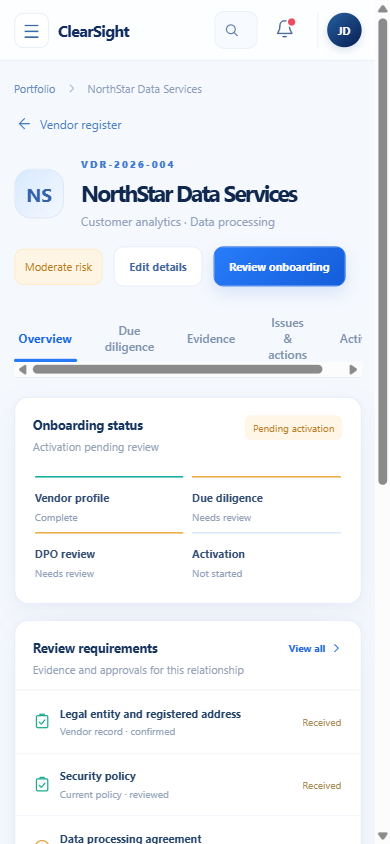 ClearSight
JD
Portfolio
NorthStar Data Services
Vendor register
VDR-2026-004
NS
NorthStar Data Services
Customer analytics · Data processing
Moderate risk
Edit details
Review onboarding
Overview
Due
diligence
Evidence
Issues
&
actions
Acti
Onboarding status
Pending activation
Activation pending review
Vendor profile
Due diligence
Complete
Needs review
DPO review
Activation
Needs review
Not started
Review requirements
View all
Evidence and approvals for this relationship
Legal entity and registered address
Vendor record · confirmed
Received
Security policy
Current policy · reviewed
Received
Data processing agreement